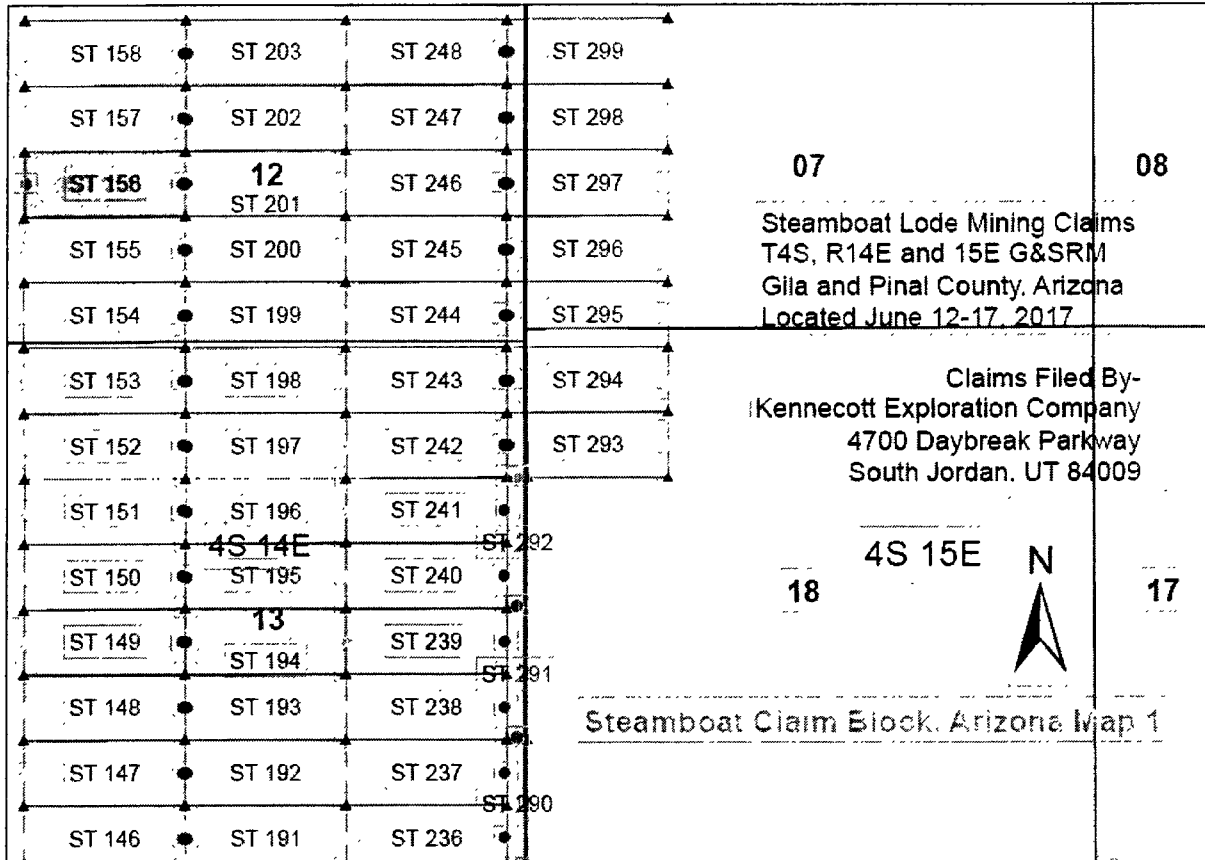 ST 158 ST 203 ST 248 ST 299
ST 157 ST 202 ST 247 ST 298
07 08
ST 156 12 ST 246 ST 297
ST 201
Steamboat Lode Mining Claims
T4S, R14E and 15E G&SRM
Gila and Pinal County, Arizona
Located June 12-17, 2017
ST 155 ST 200 ST 245 ST 296
ST 154 ST 199 ST 244 ST 295
ST 153 ST 198 ST 243 ST 294
Claims Filed By-
Kennecott Exploration Company
4700 Daybreak Parkway
South Jordan, UT 84009
ST 152 ST 197 ST 242 ST 293
ST 151 ST 196 ST 241
4S 14E ST 292
4S 15E N
ST 150 ST 195 ST 240
18 17
13
ST 149 ST 194 ST 239
ST 291
ST 148 ST 193 ST 238
Steamboat Claim Block, Arizona Map 1
ST 147 ST 192 ST 237
ST 290
ST 146 ST 191 ST 236